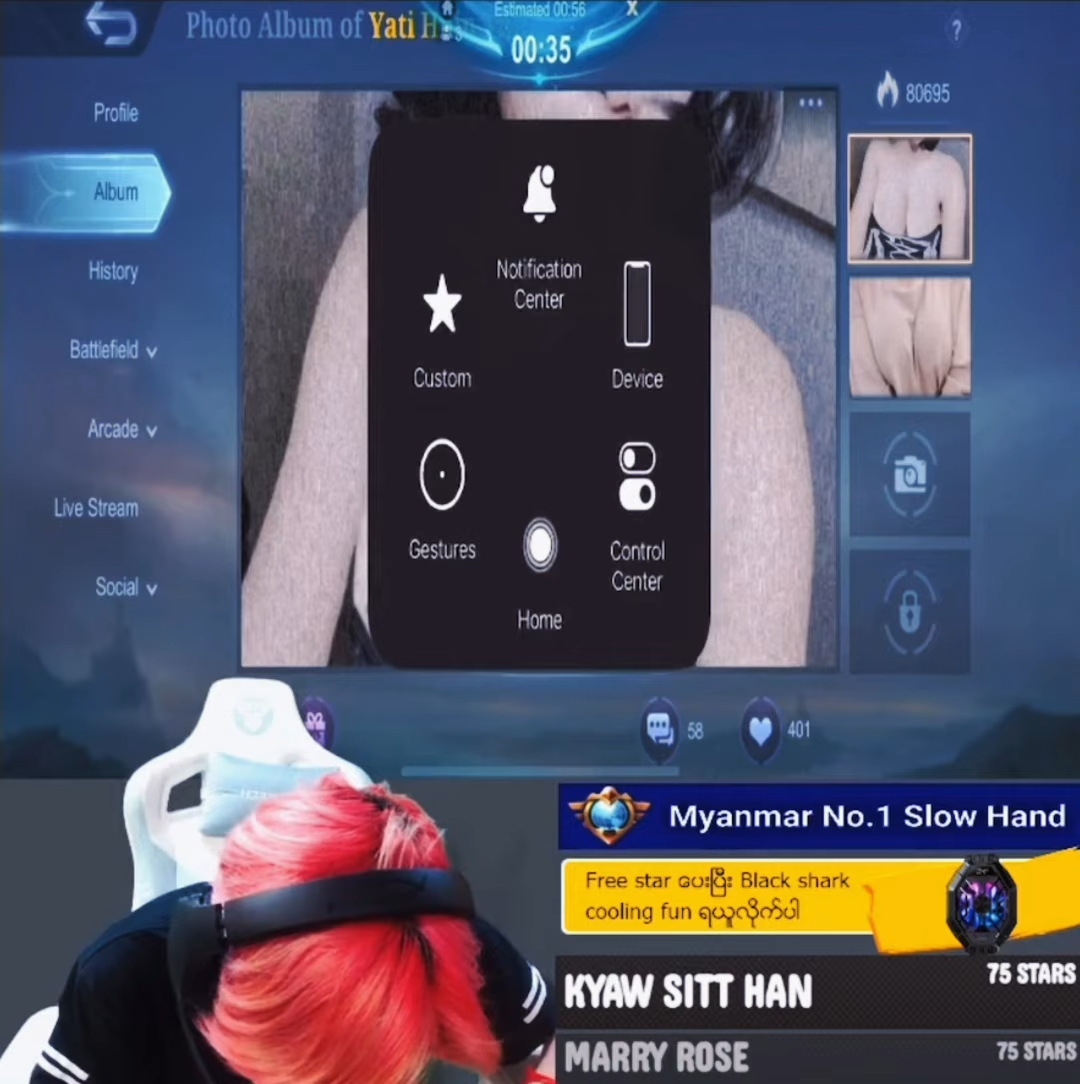 Photo Album of Yati
Estimated 00:56
X
00:35
?
80695
Profile
Album
History
Battlefield
Arcade
Live Stream
Social
Notification
Center
Custom
Device
Gestures
Control
Center
Home
58
401
Myanmar No.1 Slow Hand
Free star ပေးပြီး Black shark
cooling fun ရယူလိုက်ပါ
KYAW SITT HAN
75 STARS
MARRY ROSE
75 STARS